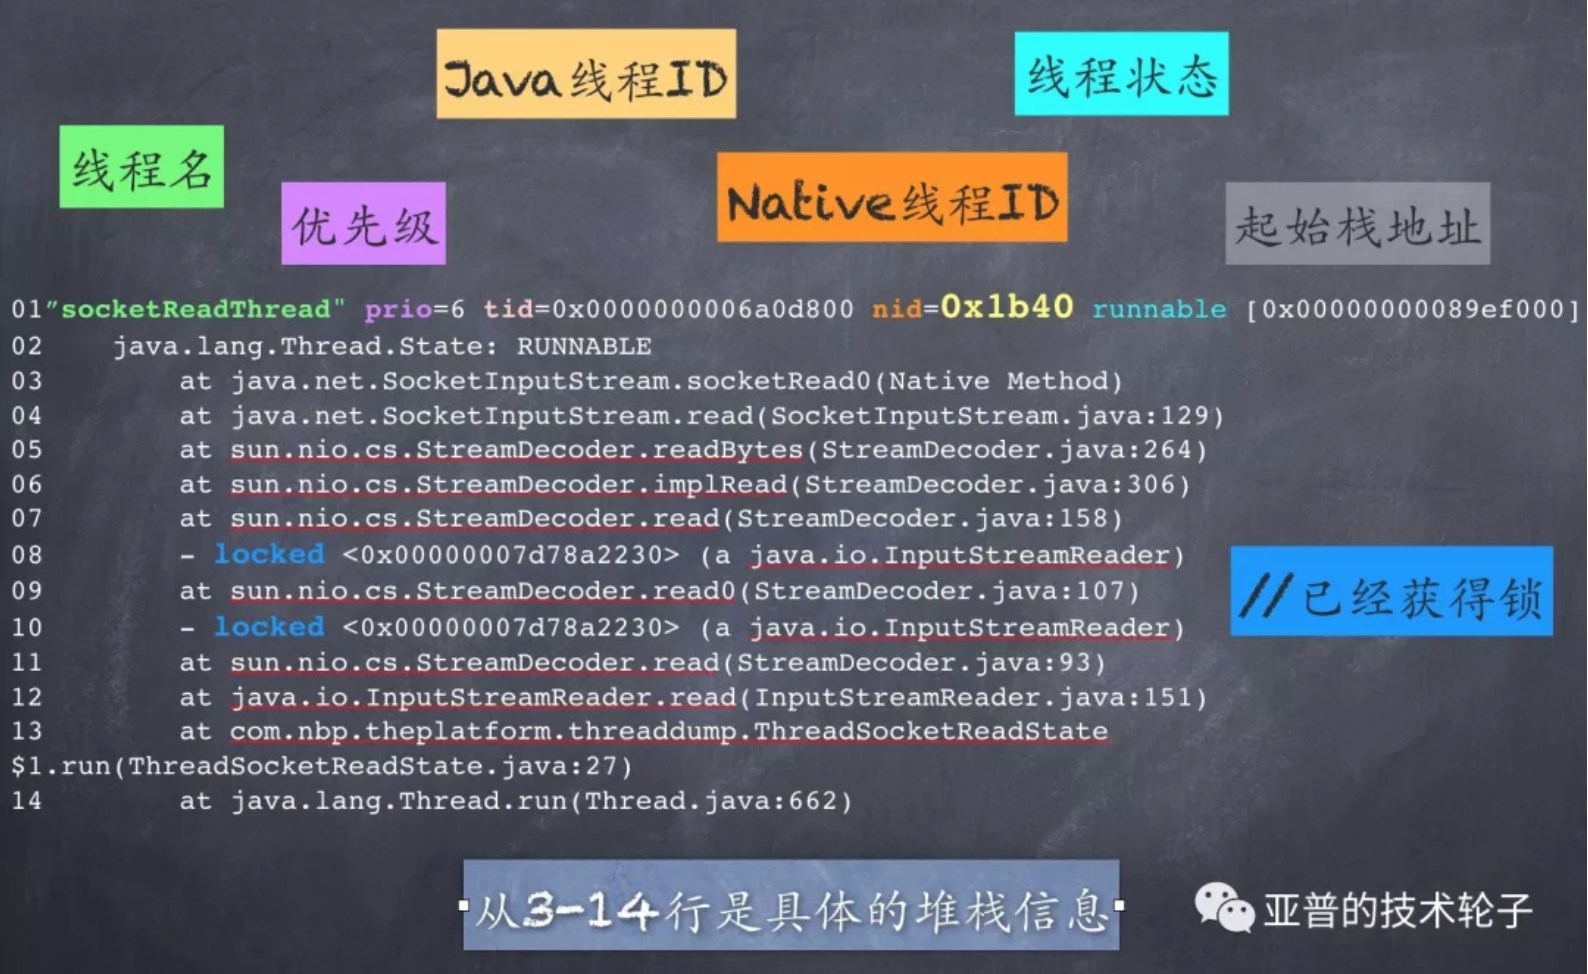 Java线程ID
线程状态
线程名
优先级
Native线程ID
起始栈地址
01”socketReadThread" prio=6 tid=0x0000000006a0d800 nid=0x1b40 runnable [0x00000000089ef000]
02 java.lang.Thread.State: RUNNABLE
03 at java.net.SocketInputStream.socketRead0(Native Method)
04 at java.net.SocketInputStream.read(SocketInputStream.java:129)
05 at sun.nio.cs.StreamDecoder.readBytes(StreamDecoder.java:264)
06 at sun.nio.cs.StreamDecoder.implRead(StreamDecoder.java:306)
07 at sun.nio.cs.StreamDecoder.read(StreamDecoder.java:158)
08 - locked <0x00000007d78a2230> (a java.io.InputStreamReader)
09 at sun.nio.cs.StreamDecoder.read0(StreamDecoder.java:107)
10 - locked <0x00000007d78a2230> (a java.io.InputStreamReader)
//已经获得锁
11 at sun.nio.cs.StreamDecoder.read(StreamDecoder.java:93)
12 at java.io.InputStreamReader.read(InputStreamReader.java:151)
13 at com.nbp.theplatform.threaddump.ThreadSocketReadState
$1.run(ThreadSocketReadState.java:27)
14 at java.lang.Thread.run(Thread.java:662)
从3-14行是具体的堆栈信息
亚普的技术轮子